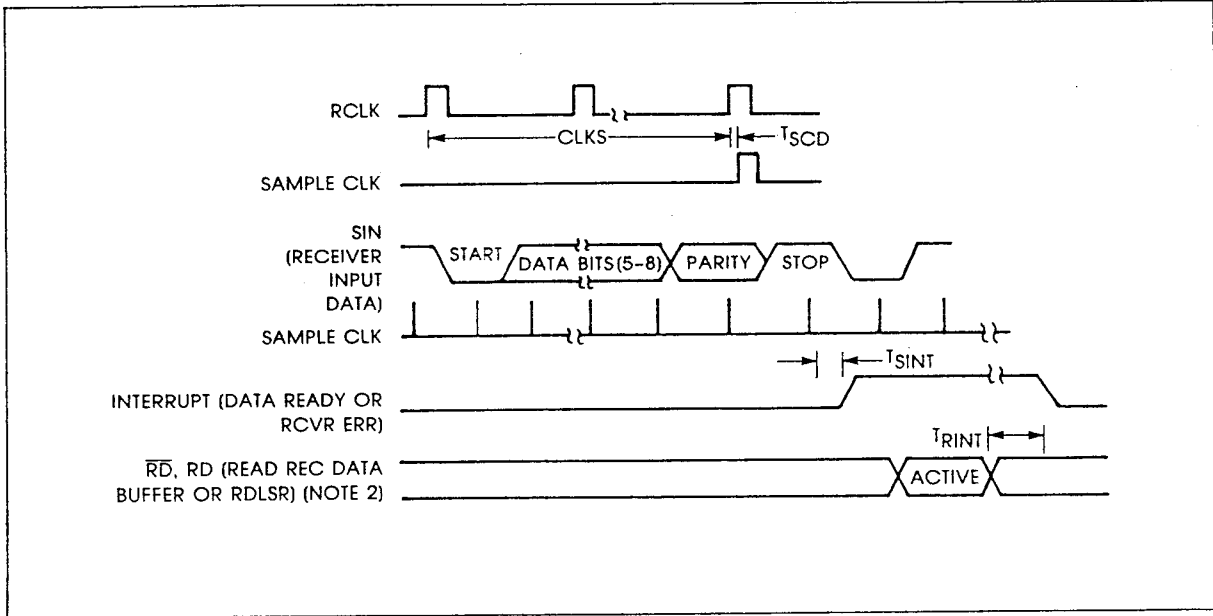 RCLK
CLKS
TSCD
SAMPLE CLK
SIN
(RECEIVER
INPUT
DATA)
START
DATA BITS (5-8)
PARITY
STOP
SAMPLE CLK
TSINT
INTERRUPT (DATA READY OR
RCVR ERR)
TRINT
RD, RD (READ REC DATA
BUFFER OR RDLSR) (NOTE 2)
ACTIVE